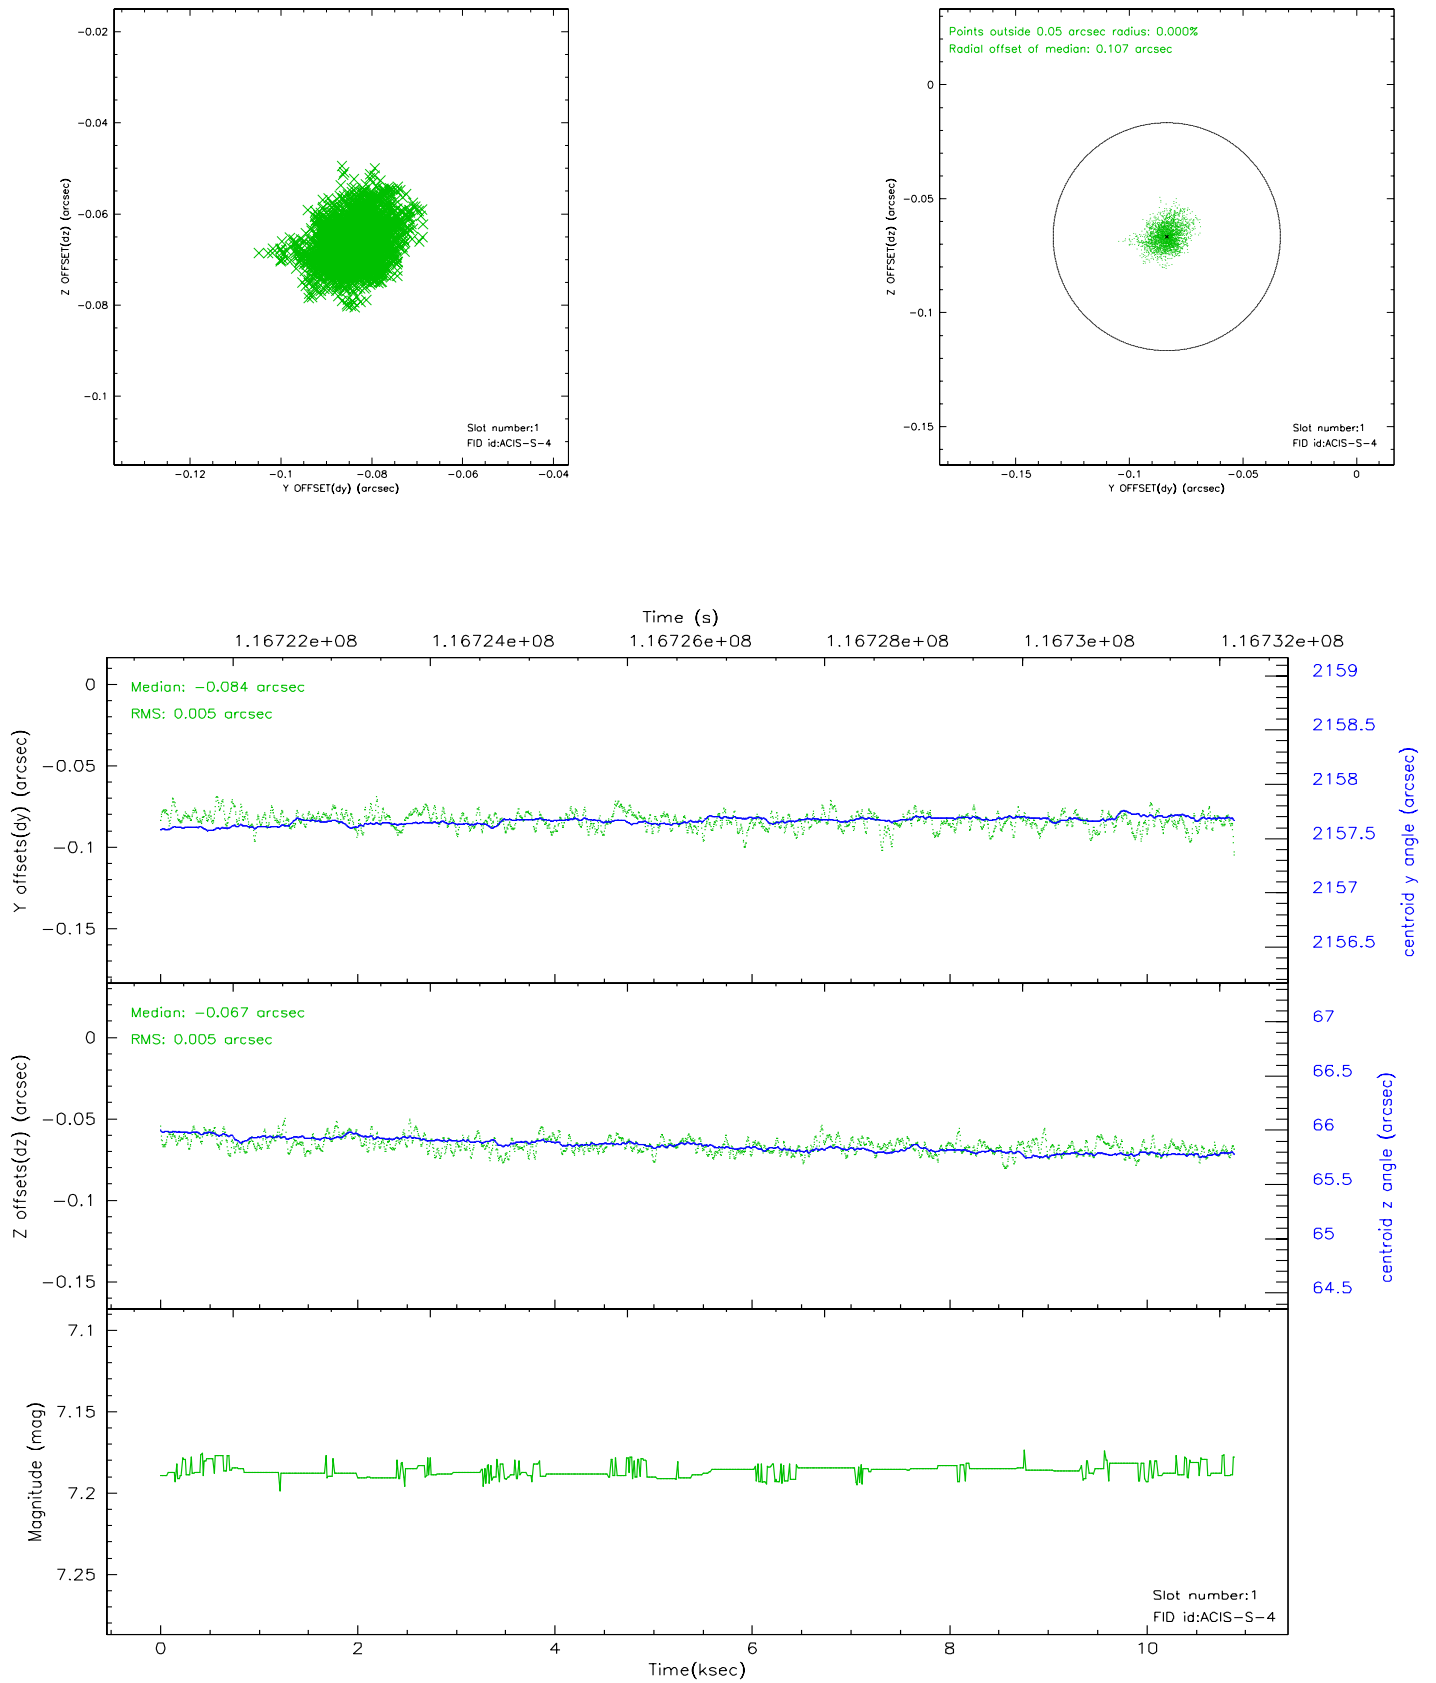 -0.02
-0.04
-0.06
-0.08
-0.1
Z OFFSET(dz) (arcsec)
Slot number:1
FID id:ACIS-S-4
-0.12 -0.1 -0.08 -0.06 -0.04
Y OFFSET(dy) (arcsec)
Points outside 0.05 arcsec radius: 0.000%
Radial offset of median: 0.107 arcsec
0
-0.05
-0.1
-0.15
Z OFFSET(dz) (arcsec)
Slot number:1
FID id:ACIS-S-4
-0.15 -0.1 -0.05 0
Y OFFSET(dy) (arcsec)
Time (s)
1.16722e+08 1.16724e+08 1.16726e+08 1.16728e+08 1.1673e+08 1.16732e+08
Median: -0.084 arcsec
RMS: 0.005 arcsec
0
-0.05
-0.1
-0.15
Y offsets(dy) (arcsec)
2159
2158.5
2158
2157.5
2157
2156.5
centroid y angle (arcsec)
Median: -0.067 arcsec
RMS: 0.005 arcsec
0
-0.05
-0.1
-0.15
Z offsets(dz) (arcsec)
67
66.5
66
65.5
65
64.5
centroid z angle (arcsec)
7.1
7.15
7.2
7.25
Magnitude (mag)
Slot number:1
FID id:ACIS-S-4
0 2 4 6 8 10
Time(ksec)